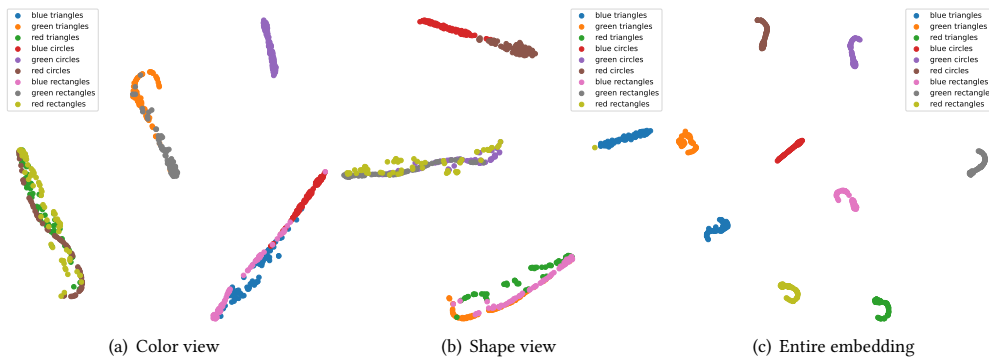 blue triangles
green triangles
red triangles
blue circles
green circles
red circles
blue rectangles
green rectangles
red rectangles
blue triangles
green triangles
red triangles
blue circles
green circles
red circles
blue rectangles
green rectangles
red rectangles
blue triangles
green triangles
red triangles
blue circles
green circles
red circles
blue rectangles
green rectangles
red rectangles
(a) Color view
(b) Shape view
(c) Entire embedding